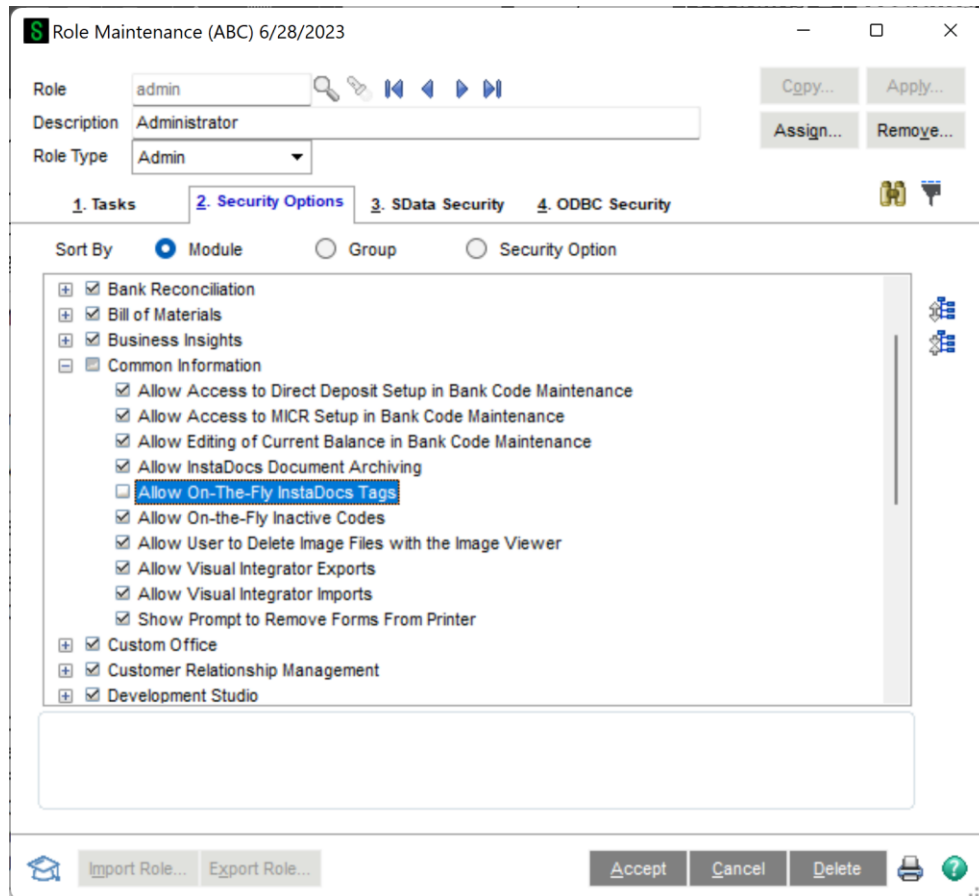 S Role Maintenance (ABC) 6/28/2023
Role admin Copy... Apply...
Description Administrator Assign... Remove...
Role Type Admin
1. Tasks 2. Security Options 3. SData Security 4. ODBC Security
Sort By Module Group Security Option
Bank Reconciliation
Bill of Materials
Business Insights
Common Information
Allow Access to Direct Deposit Setup in Bank Code Maintenance
Allow Access to MICR Setup in Bank Code Maintenance
Allow Editing of Current Balance in Bank Code Maintenance
Allow InstaDocs Document Archiving
Allow On-The-Fly InstaDocs Tags
Allow On-the-Fly Inactive Codes
Allow User to Delete Image Files with the Image Viewer
Allow Visual Integrator Exports
Allow Visual Integrator Imports
Show Prompt to Remove Forms From Printer
Custom Office
Customer Relationship Management
Development Studio
Import Role... Export Role... Accept Cancel Delete ?